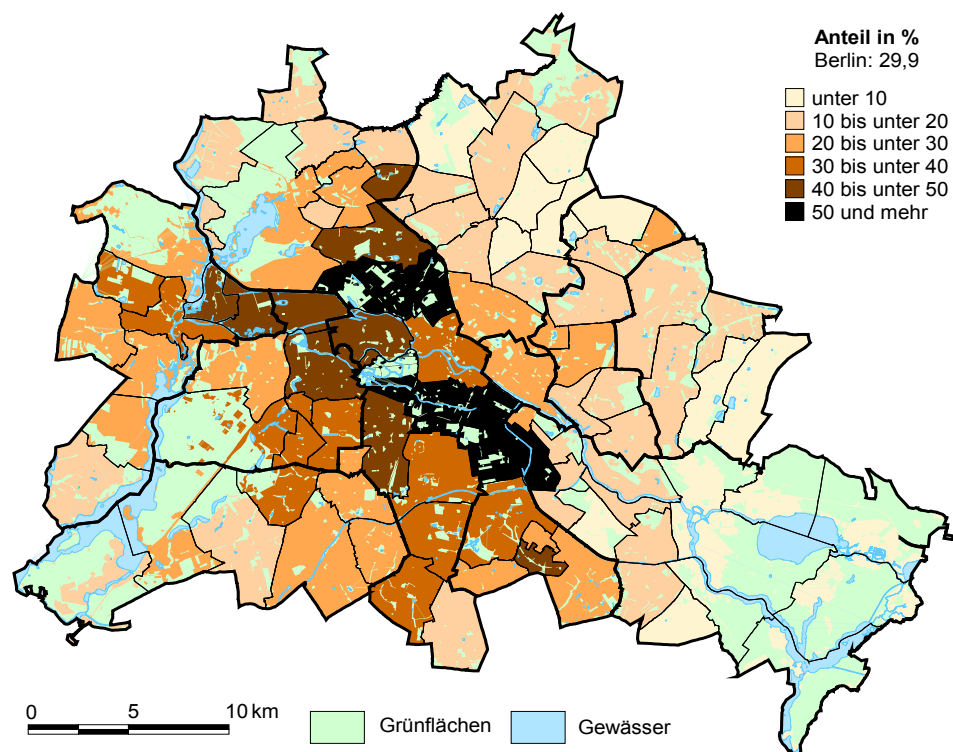 Anteil in %
Berlin: 29,9
unter 10
10 bis unter 20
20 bis unter 30
30 bis unter 40
40 bis unter 50
50 und mehr
0 5 10 km
Grünflächen
Gewässer